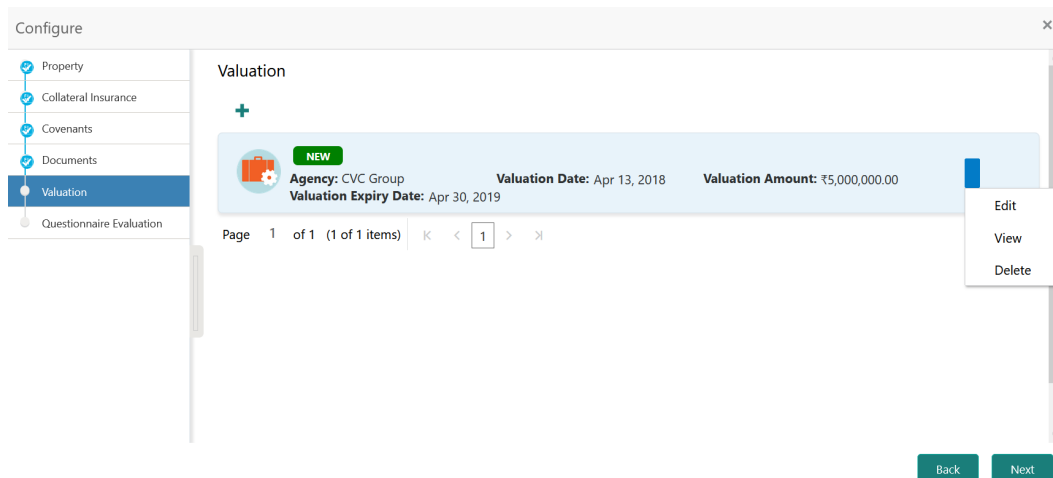 Configure
×
Property
Collateral Insurance
Covenants
Documents
Valuation
Questionnaire Evaluation
Valuation
+
NEW
Agency: CVC Group Valuation Date: Apr 13, 2018 Valuation Amount: ₹5,000,000.00
Valuation Expiry Date: Apr 30, 2019
Edit
View
Delete
Page 1 of 1 (1 of 1 items) K < 1 > >|
Back Next